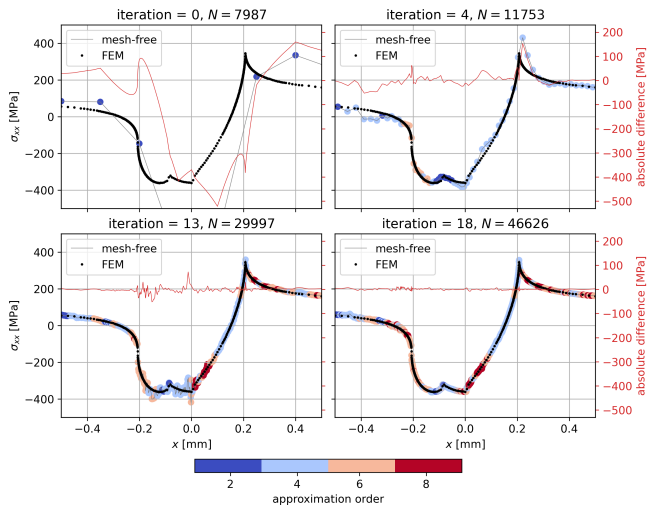 iteration = 0, N = 7987
iteration = 4, N = 11753
400
200
0
−200
−400
σxx [MPa]
mesh-free
FEM
mesh-free
FEM
200
100
0
−100
−200
−300
−400
−500
absolute difference [MPa]
iteration = 13, N = 29997
iteration = 18, N = 46626
400
200
0
−200
−400
σxx [MPa]
mesh-free
FEM
mesh-free
FEM
200
100
0
−100
−200
−300
−400
−500
absolute difference [MPa]
−0.4 −0.2 0.0 0.2 0.4
−0.4 −0.2 0.0 0.2 0.4
x [mm]
x [mm]
2 4 6 8
approximation order